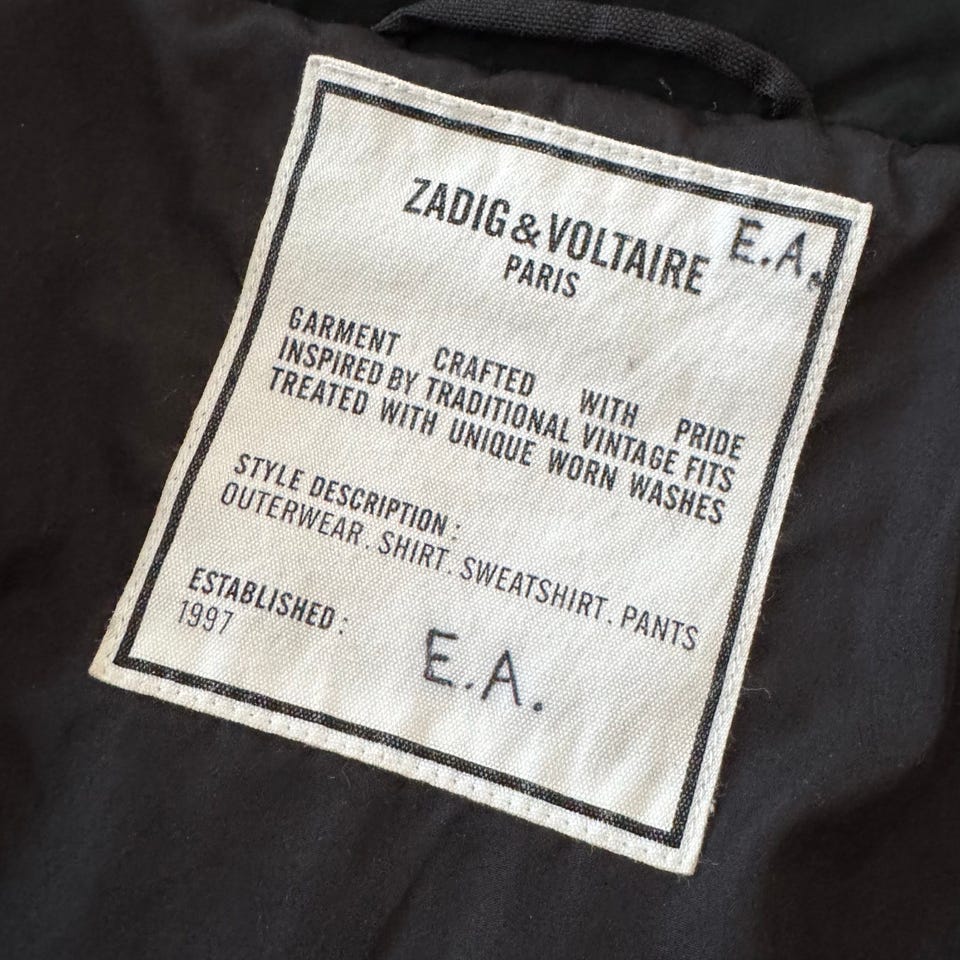 ZADIG&VOLTAIRE E.A.
PARIS
GARMENT CRAFTED WITH PRIDE
INSPIRED BY TRADITIONAL VINTAGE FITS
TREATED WITH UNIQUE WORN WASHES
STYLE DESCRIPTION:
OUTERWEAR. SHIRT. SWEATSHIRT. PANTS
ESTABLISHED:
1997
E.A.